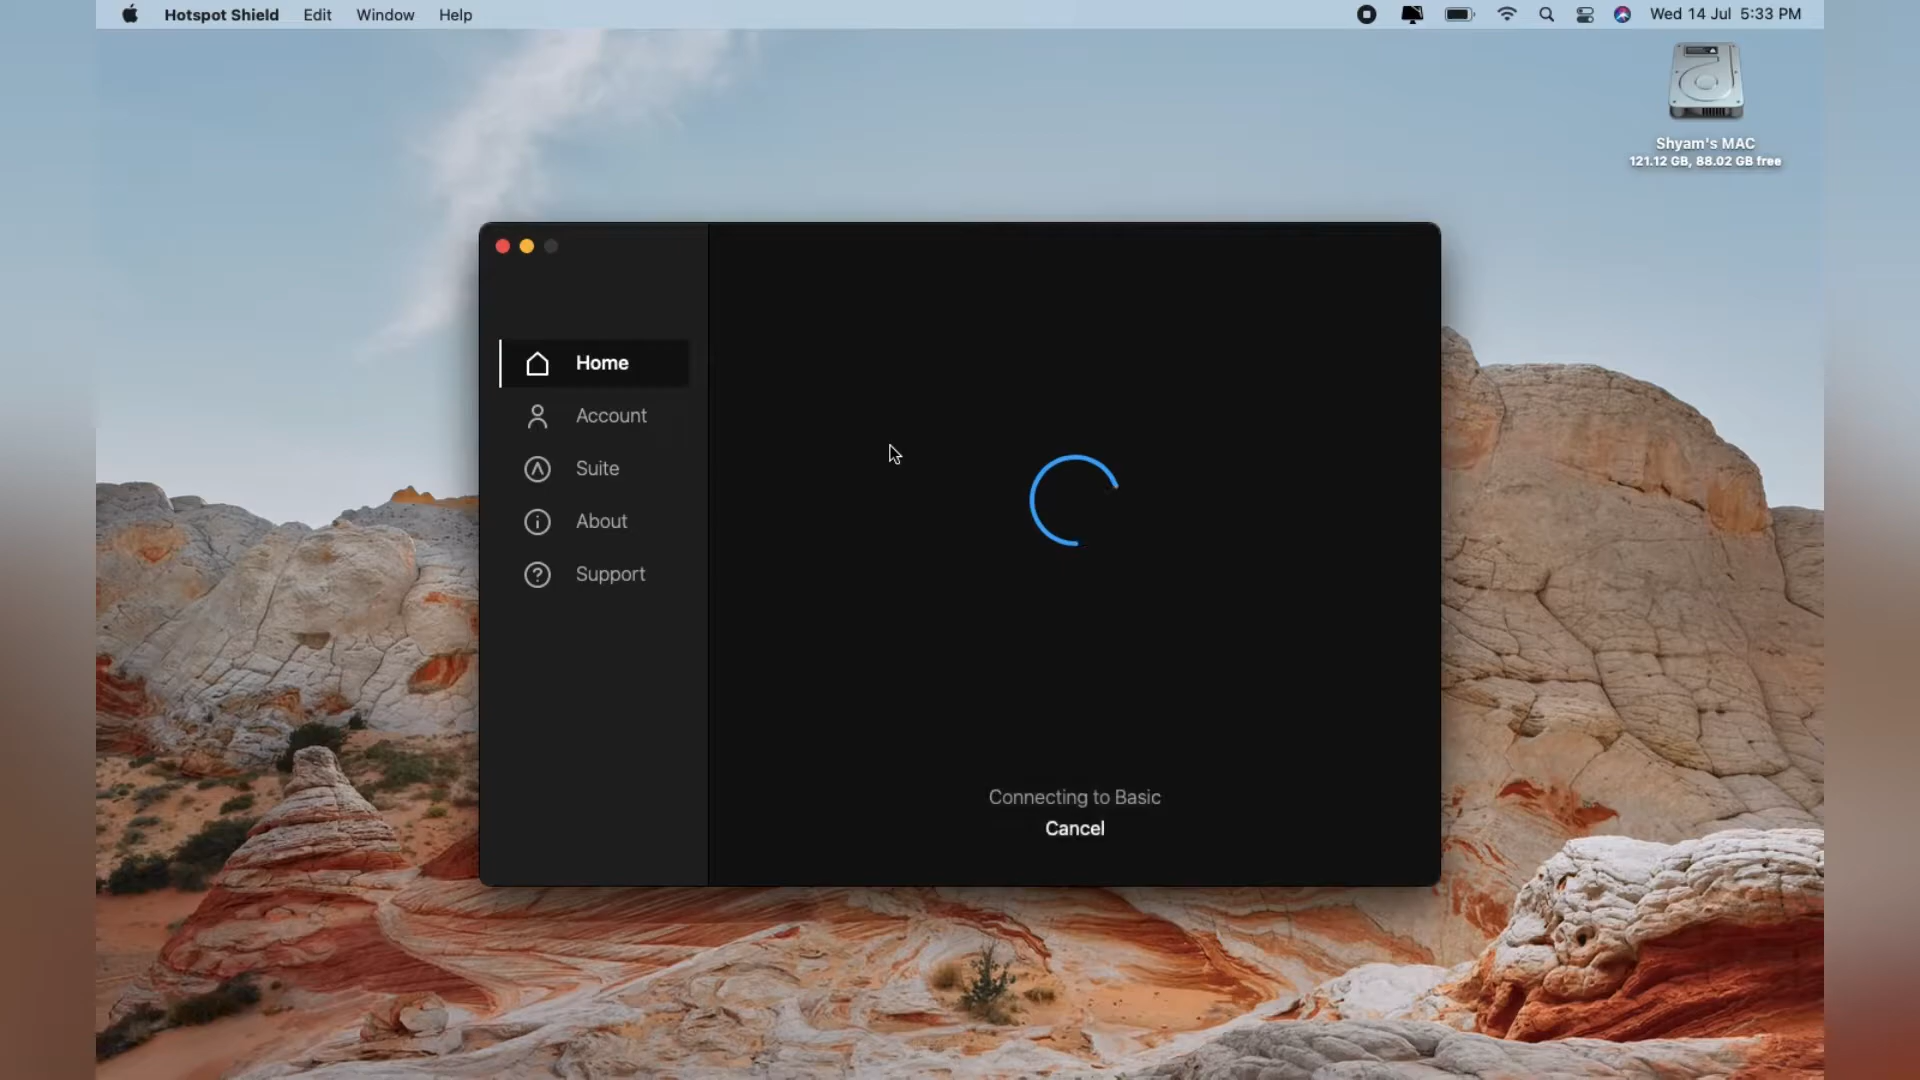 Hotspot Shield Edit Window Help Wed 14 Jul 5:33 PM
Shyam's MAC
121.12 GB, 88.02 GB free
Home
Account
Suite
About
Support
Connecting to Basic
Cancel